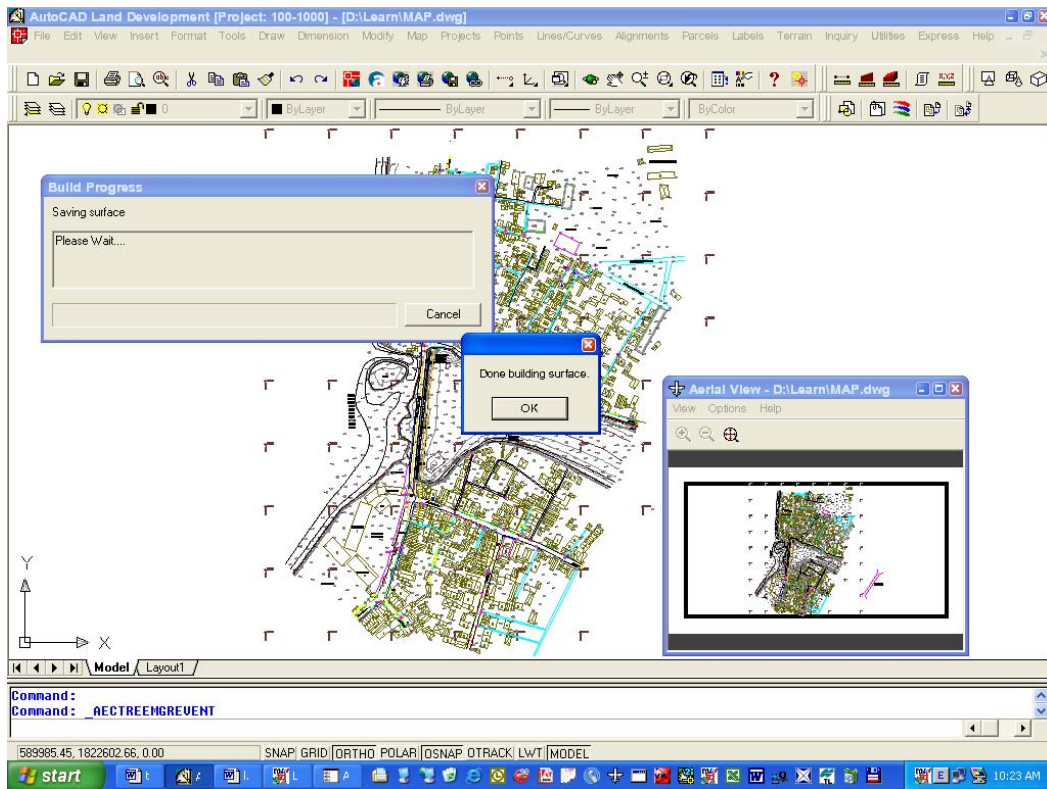 AutoCAD Land Development [Project: 100-1000] - [D:\Learn\MAP.dwg]
File Edit View Insert Format Tools Draw Dimension Modify Map Projects Points Lines/Curves Alignments Parcels Labels Terrain Inquiry Utilities Express Help
0 ByLayer ByLayer ByLayer ByColor
Build Progress
Saving surface
Please Wait....
Cancel
Done building surface.
OK
Aerial View - D:\Learn\MAP.dwg
View Options Help
Y
X
Model Layout1
Command:
Command: _AECTREEMGREVENT
589985.45, 1822602.66, 0.00 SNAP GRID ORTHO POLAR OSNAP OTRACK LWT MODEL
start 10:23 AM